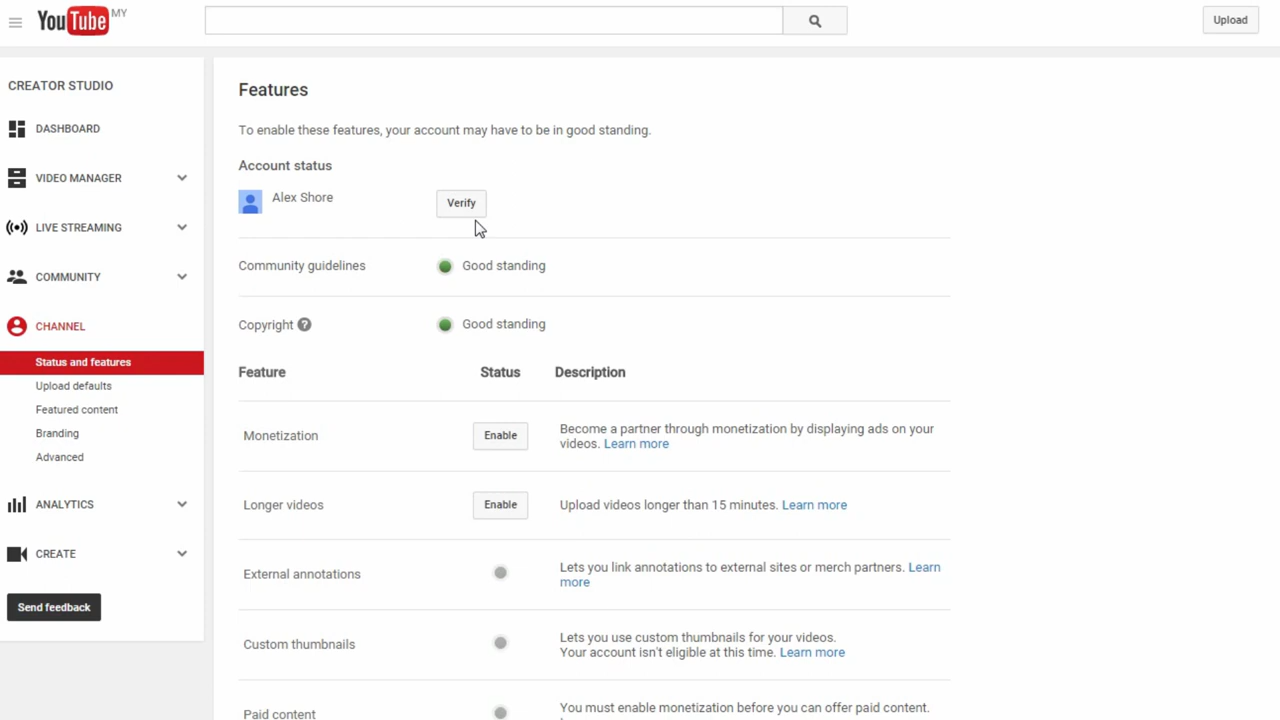 YouTube MY
Upload
CREATOR STUDIO
DASHBOARD
VIDEO MANAGER
LIVE STREAMING
COMMUNITY
CHANNEL
Status and features
Upload defaults
Featured content
Branding
Advanced
ANALYTICS
CREATE
Send feedback
Features
To enable these features, your account may have to be in good standing.
Account status
Alex Shore Verify
Community guidelines Good standing
Copyright ? Good standing
Feature Status Description
Monetization Enable Become a partner through monetization by displaying ads on your
videos. Learn more
Longer videos Enable Upload videos longer than 15 minutes. Learn more
External annotations Lets you link annotations to external sites or merch partners. Learn
more
Custom thumbnails Lets you use custom thumbnails for your videos.
Your account isn't eligible at this time. Learn more
Paid content You must enable monetization before you can offer paid content.